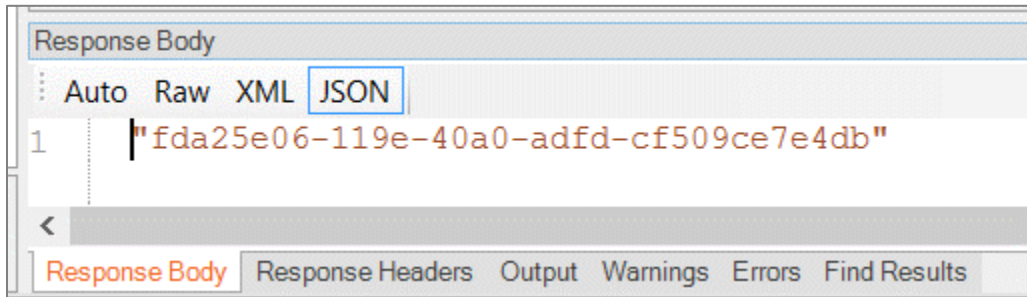 Response Body
Auto Raw XML JSON
1 "fda25e06-119e-40a0-adfd-cf509ce7e4db"
Response Body Response Headers Output Warnings Errors Find Results